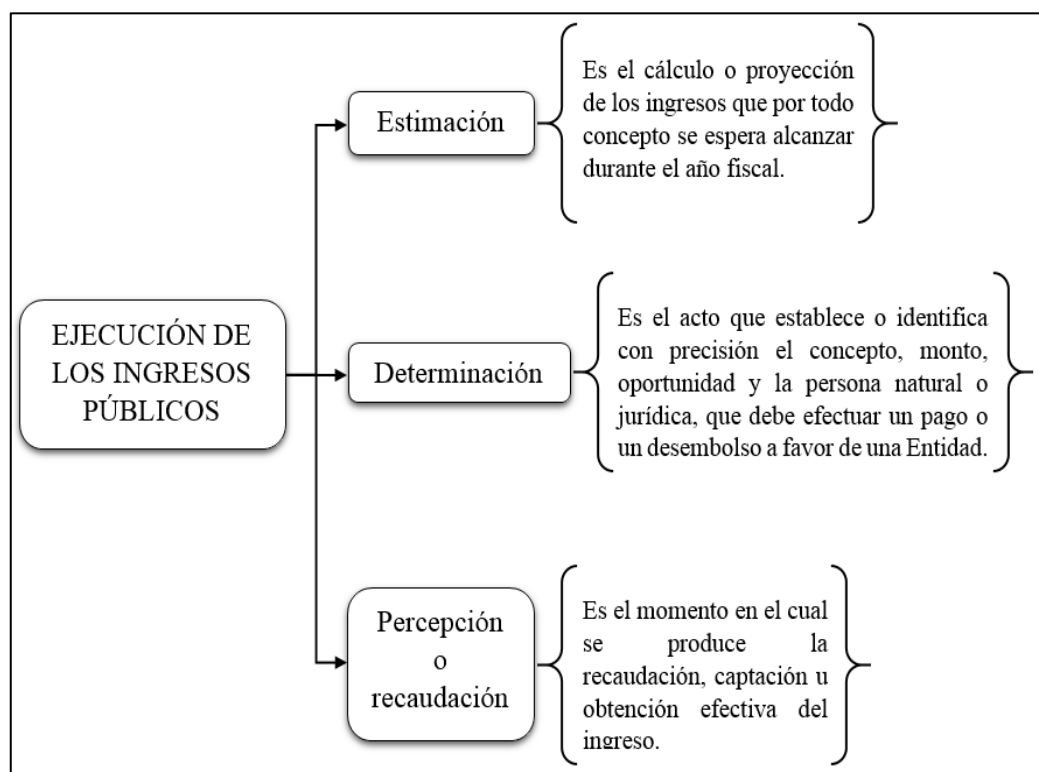 Estimación
Es el cálculo o proyección
de los ingresos que por todo
concepto se espera alcanzar
durante el año fiscal.
EJECUCIÓN DE
LOS INGRESOS
PÚBLICOS
Determinación
Es el acto que establece o identifica
con precisión el concepto, monto,
oportunidad y la persona natural o
jurídica, que debe efectuar un pago o
un desembolso a favor de una Entidad.
Percepción
o
recaudación
Es el momento en el cual
se produce la
recaudación, captación u
obtención efectiva del
ingreso.